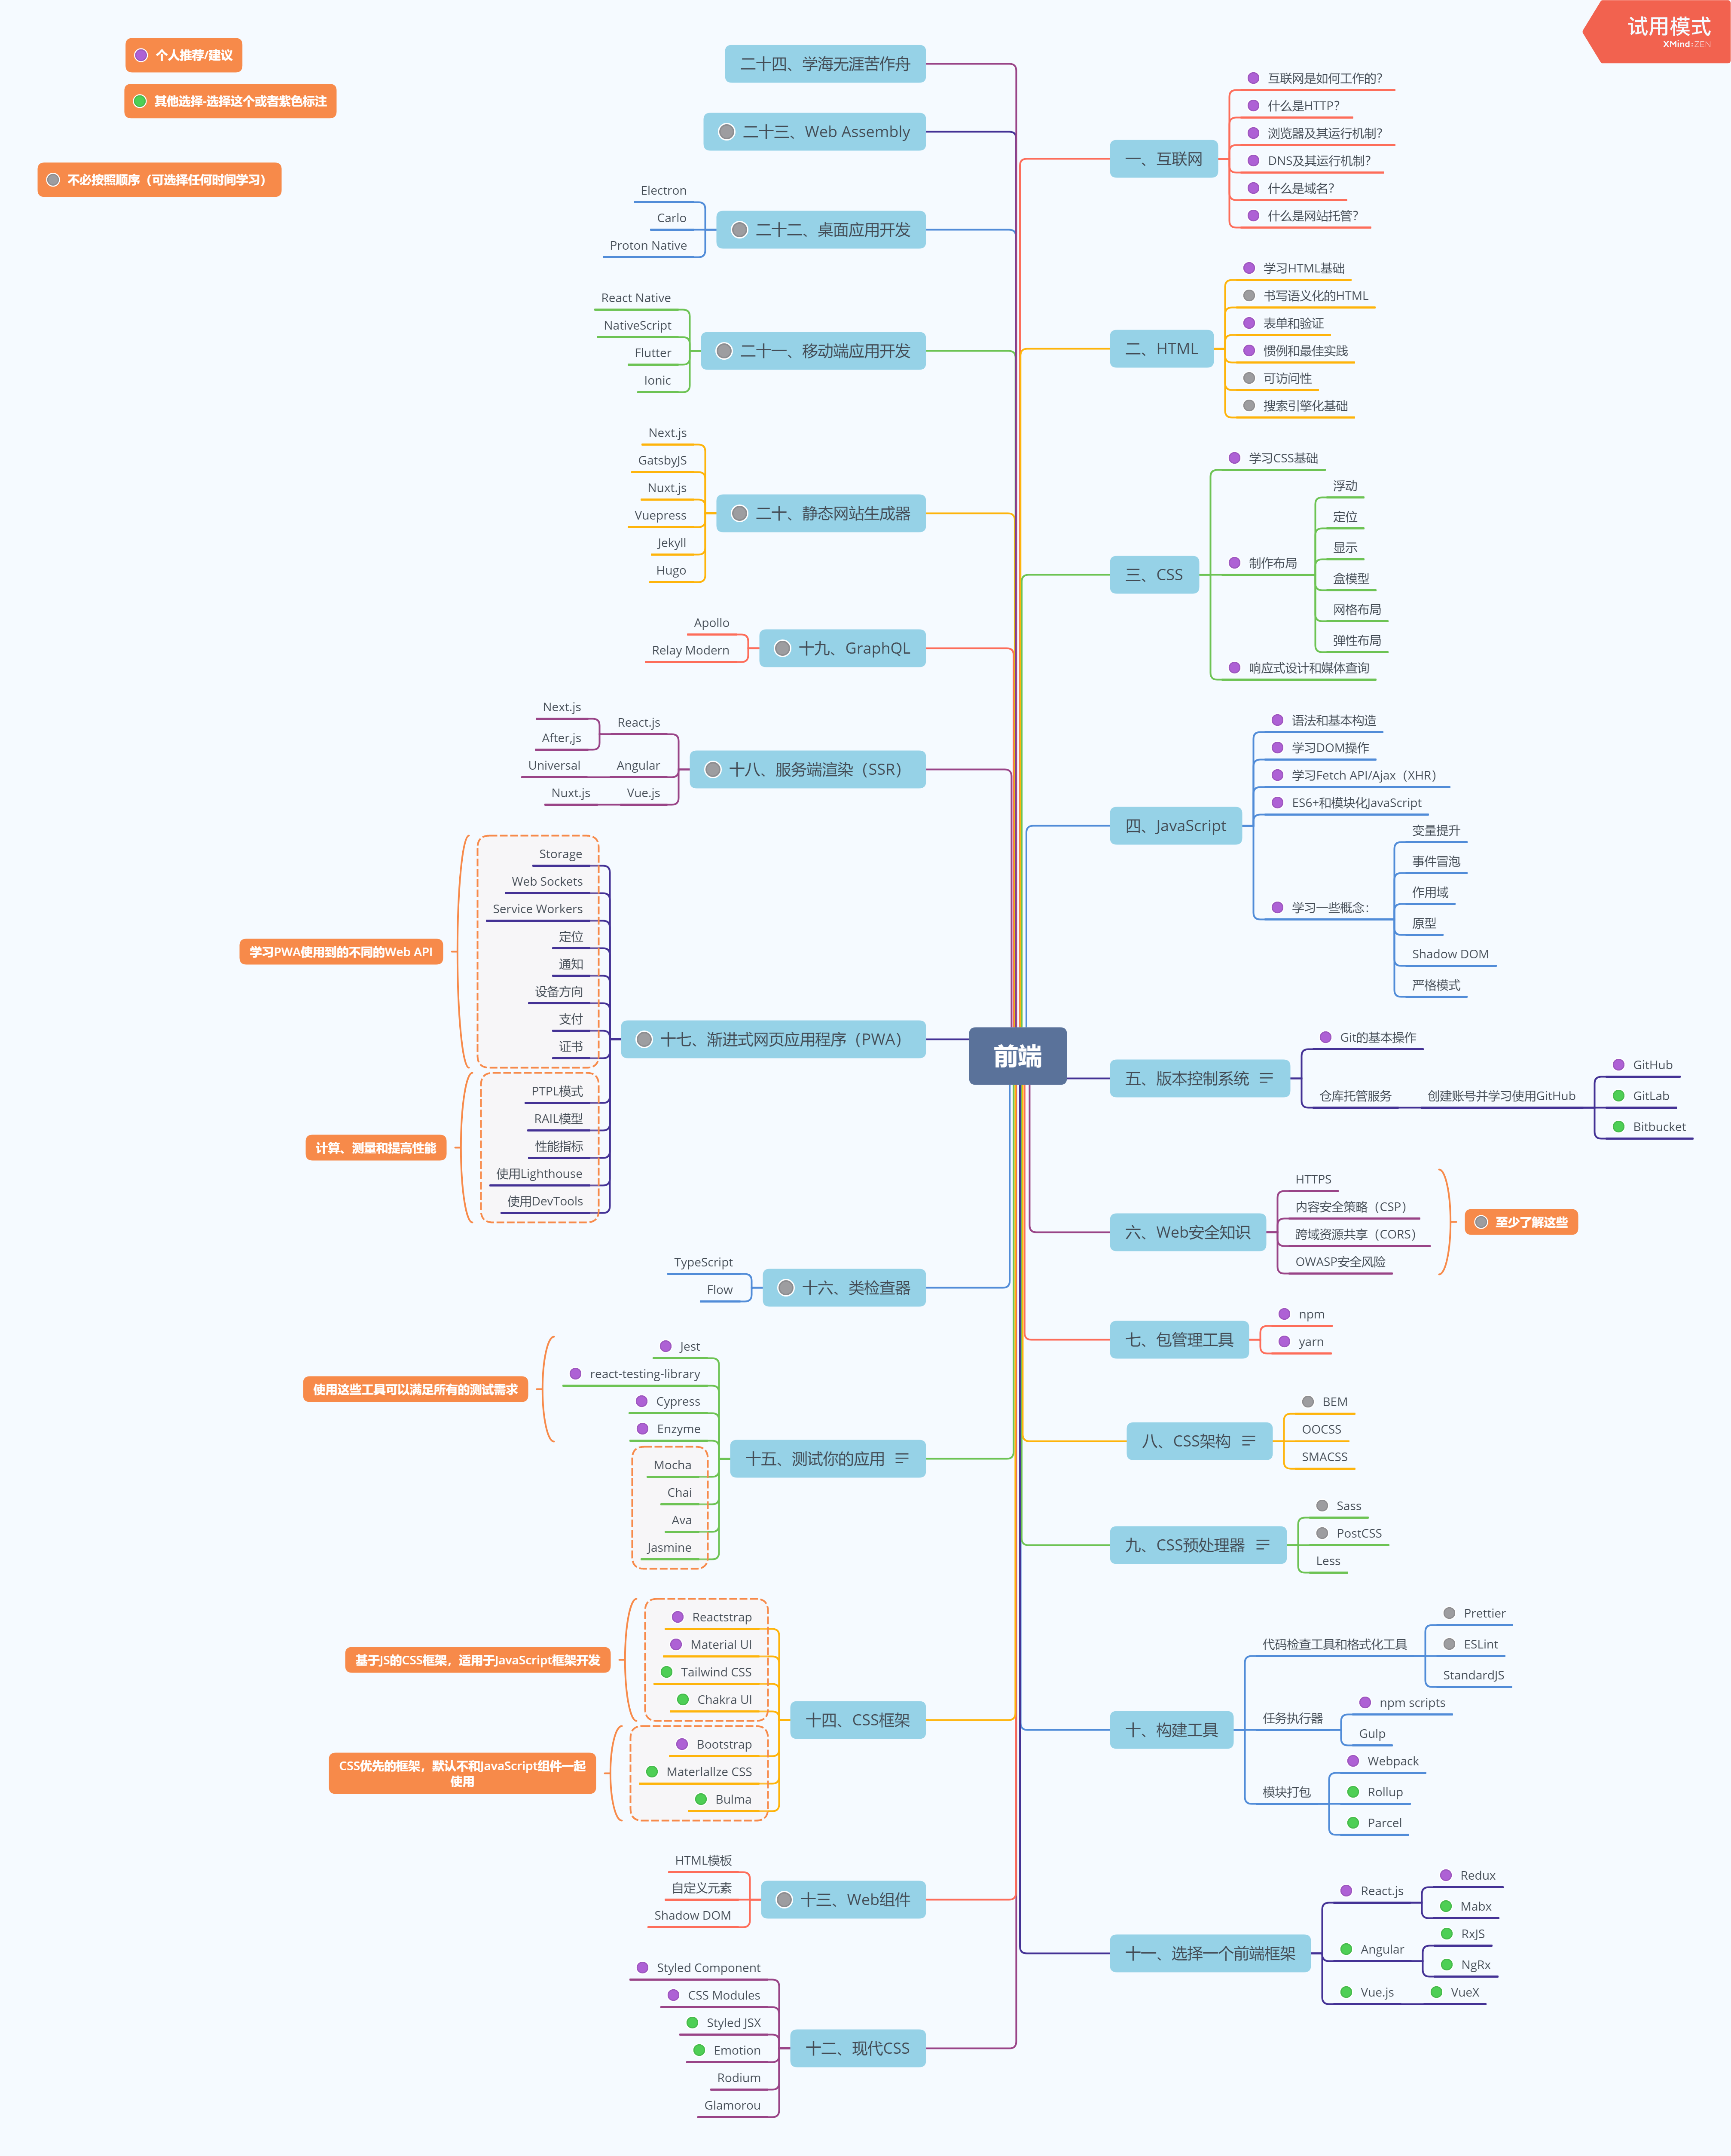 试用模式
XMind:ZEN
个人推荐/建议
其他选择-选择这个或者紫色标注
不必按照顺序（可选择任何时间学习）
前端
一、互联网
互联网是如何工作的?
什么是HTTP?
浏览器及其运行机制?
DNS及其运行机制?
什么是域名?
什么是网站托管?
二、HTML
学习HTML基础
书写语义化的HTML
表单和验证
惯例和最佳实践
可访问性
搜索引擎化基础
三、CSS
学习CSS基础
制作布局
浮动
定位
显示
盒模型
网格布局
弹性布局
响应式设计和媒体查询
四、JavaScript
语法和基本构造
学习DOM操作
学习Fetch API/Ajax（XHR）
ES6+和模块化JavaScript
学习一些概念：
变量提升
事件冒泡
作用域
原型
Shadow DOM
严格模式
五、版本控制系统
Git的基本操作
仓库托管服务
创建账号并学习使用GitHub
GitHub
GitLab
Bitbucket
六、Web安全知识
HTTPS
内容安全策略（CSP）
跨域资源共享（CORS）
OWASP安全风险
至少了解这些
七、包管理工具
npm
yarn
八、CSS架构
BEM
OOCSS
SMACSS
九、CSS预处理器
Sass
PostCSS
Less
十、构建工具
代码检查工具和格式化工具
Prettier
ESLint
StandardJS
任务执行器
npm scripts
Gulp
模块打包
Webpack
Rollup
Parcel
十一、选择一个前端框架
React.js
Redux
Mabx
Angular
RxJS
NgRx
Vue.js
VueX
二十四、学海无涯苦作舟
二十三、Web Assembly
二十二、桌面应用开发
Electron
Carlo
Proton Native
二十一、移动端应用开发
React Native
NativeScript
Flutter
Ionic
二十、静态网站生成器
Next.js
GatsbyJS
Nuxt.js
Vuepress
Jekyll
Hugo
十九、GraphQL
Apollo
Relay Modern
十八、服务端渲染（SSR）
React.js
Next.js
After,js
Angular
Universal
Vue.js
Nuxt.js
十七、渐进式网页应用程序（PWA）
Storage
Web Sockets
Service Workers
定位
通知
设备方向
支付
证书
学习PWA使用到的不同的Web API
PTPL模式
RAIL模型
性能指标
使用Lighthouse
使用DevTools
计算、测量和提高性能
十六、类检查器
TypeScript
Flow
十五、测试你的应用
Jest
react-testing-library
Cypress
Enzyme
使用这些工具可以满足所有的测试需求
Mocha
Chai
Ava
Jasmine
十四、CSS框架
Reactstrap
Material UI
Tailwind CSS
Chakra UI
基于JS的CSS框架，适用于JavaScript框架开发
Bootstrap
Materlallze CSS
Bulma
CSS优先的框架，默认不和JavaScript组件一起
使用
十三、Web组件
HTML模板
自定义元素
Shadow DOM
十二、现代CSS
Styled Component
CSS Modules
Styled JSX
Emotion
Rodium
Glamorou